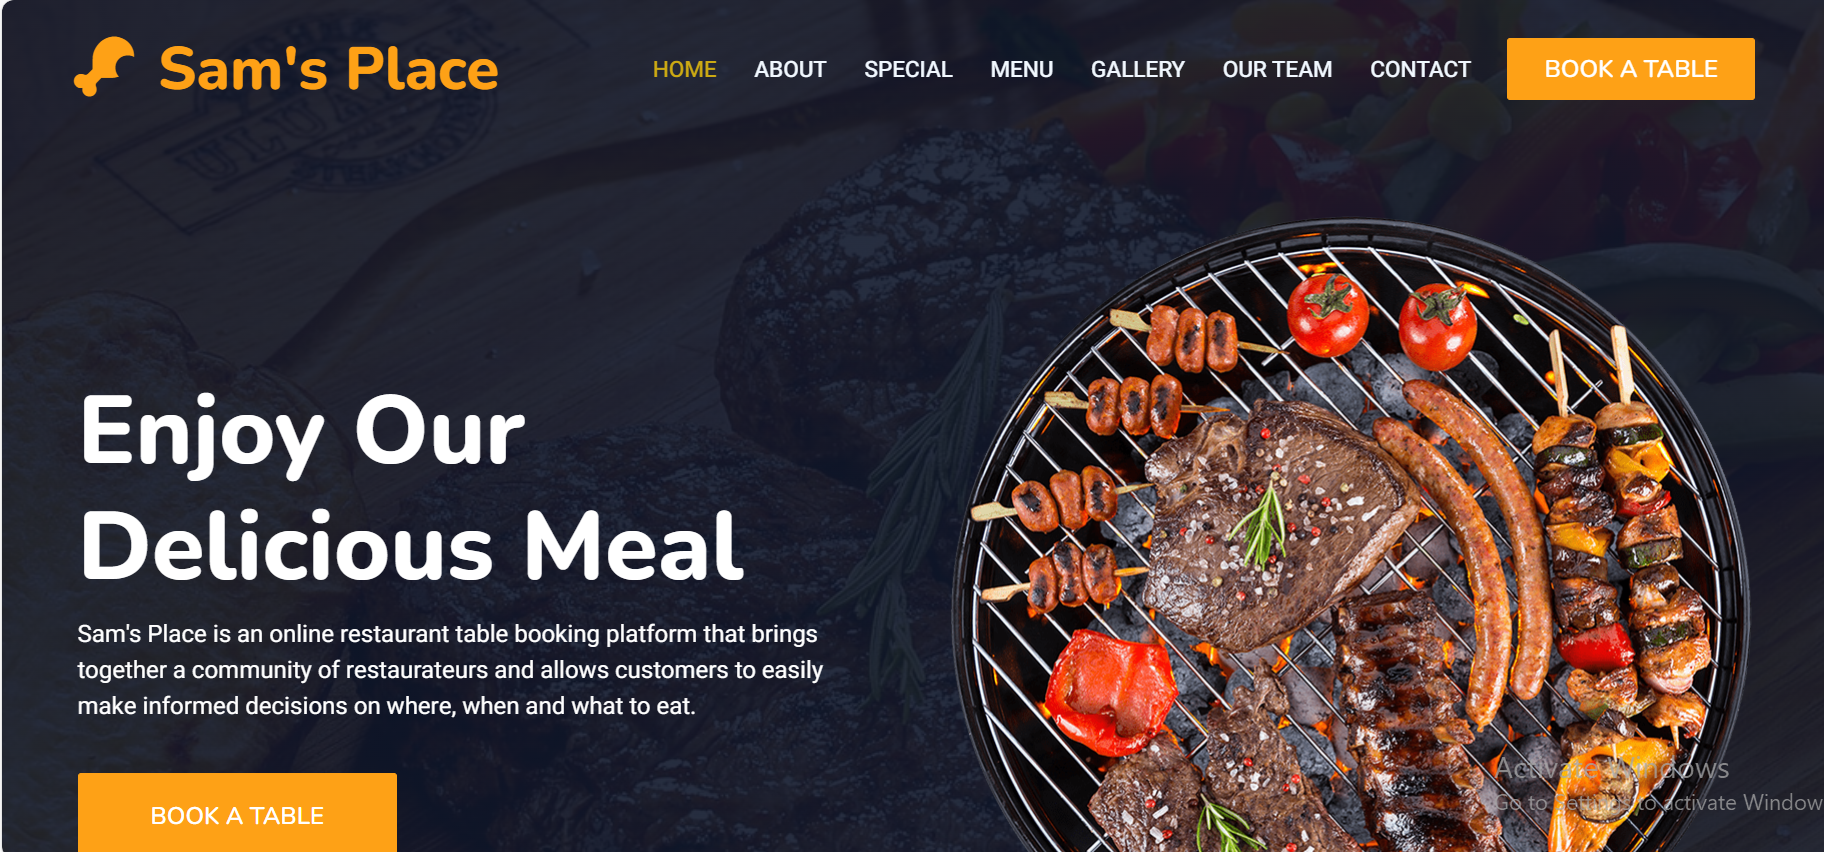 Sam's Place
HOME ABOUT SPECIAL MENU GALLERY OUR TEAM CONTACT BOOK A TABLE
Enjoy Our
Delicious Meal
Sam's Place is an online restaurant table booking platform that brings
together a community of restaurateurs and allows customers to easily
make informed decisions on where, when and what to eat.
BOOK A TABLE
Activate Windows
Go to Settings to activate Window